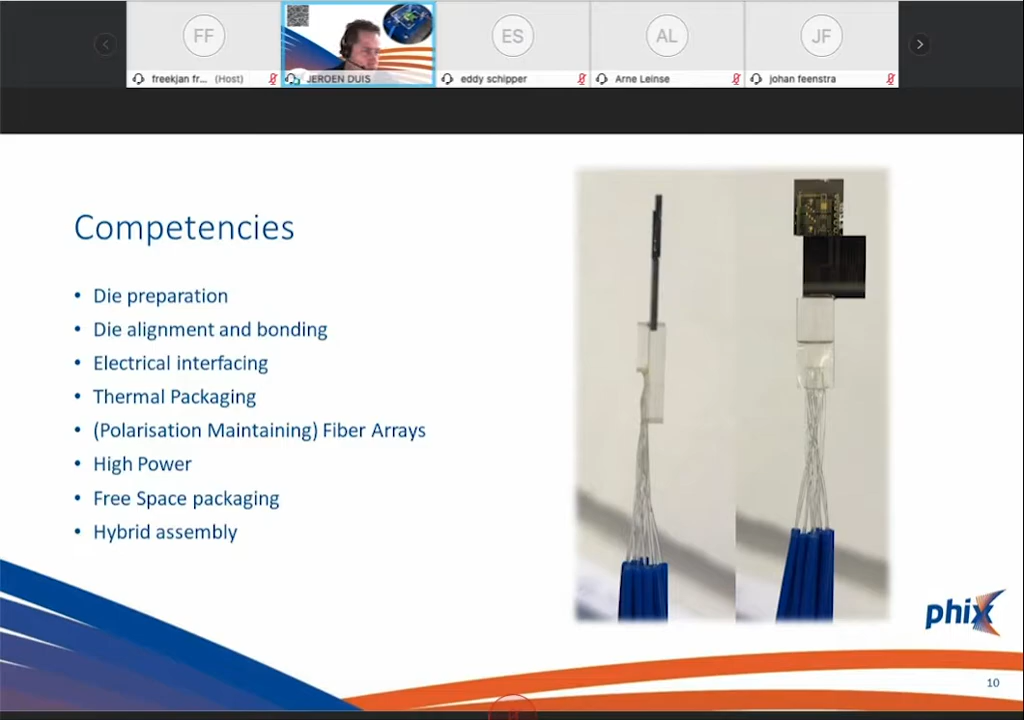 FF
ES
AL
JF
freekjan fr... (Host)
JEROEN DUIS
eddy schipper
Arne Leinse
johan feenstra
Competencies
• Die preparation
• Die alignment and bonding
• Electrical interfacing
• Thermal Packaging
• (Polarisation Maintaining) Fiber Arrays
• High Power
• Free Space packaging
• Hybrid assembly
phix
10